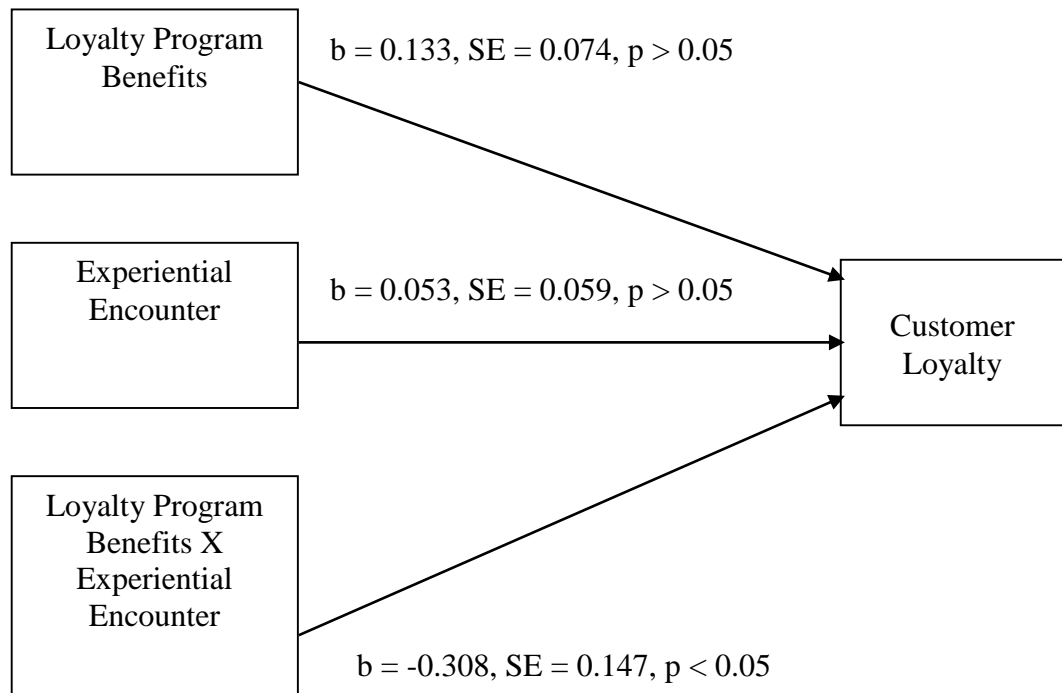 Loyalty Program
Benefits
b = 0.133, SE = 0.074, p > 0.05
Experiential
Encounter
b = 0.053, SE = 0.059, p > 0.05
Customer
Loyalty
Loyalty Program
Benefits X
Experiential
Encounter
b = -0.308, SE = 0.147, p < 0.05